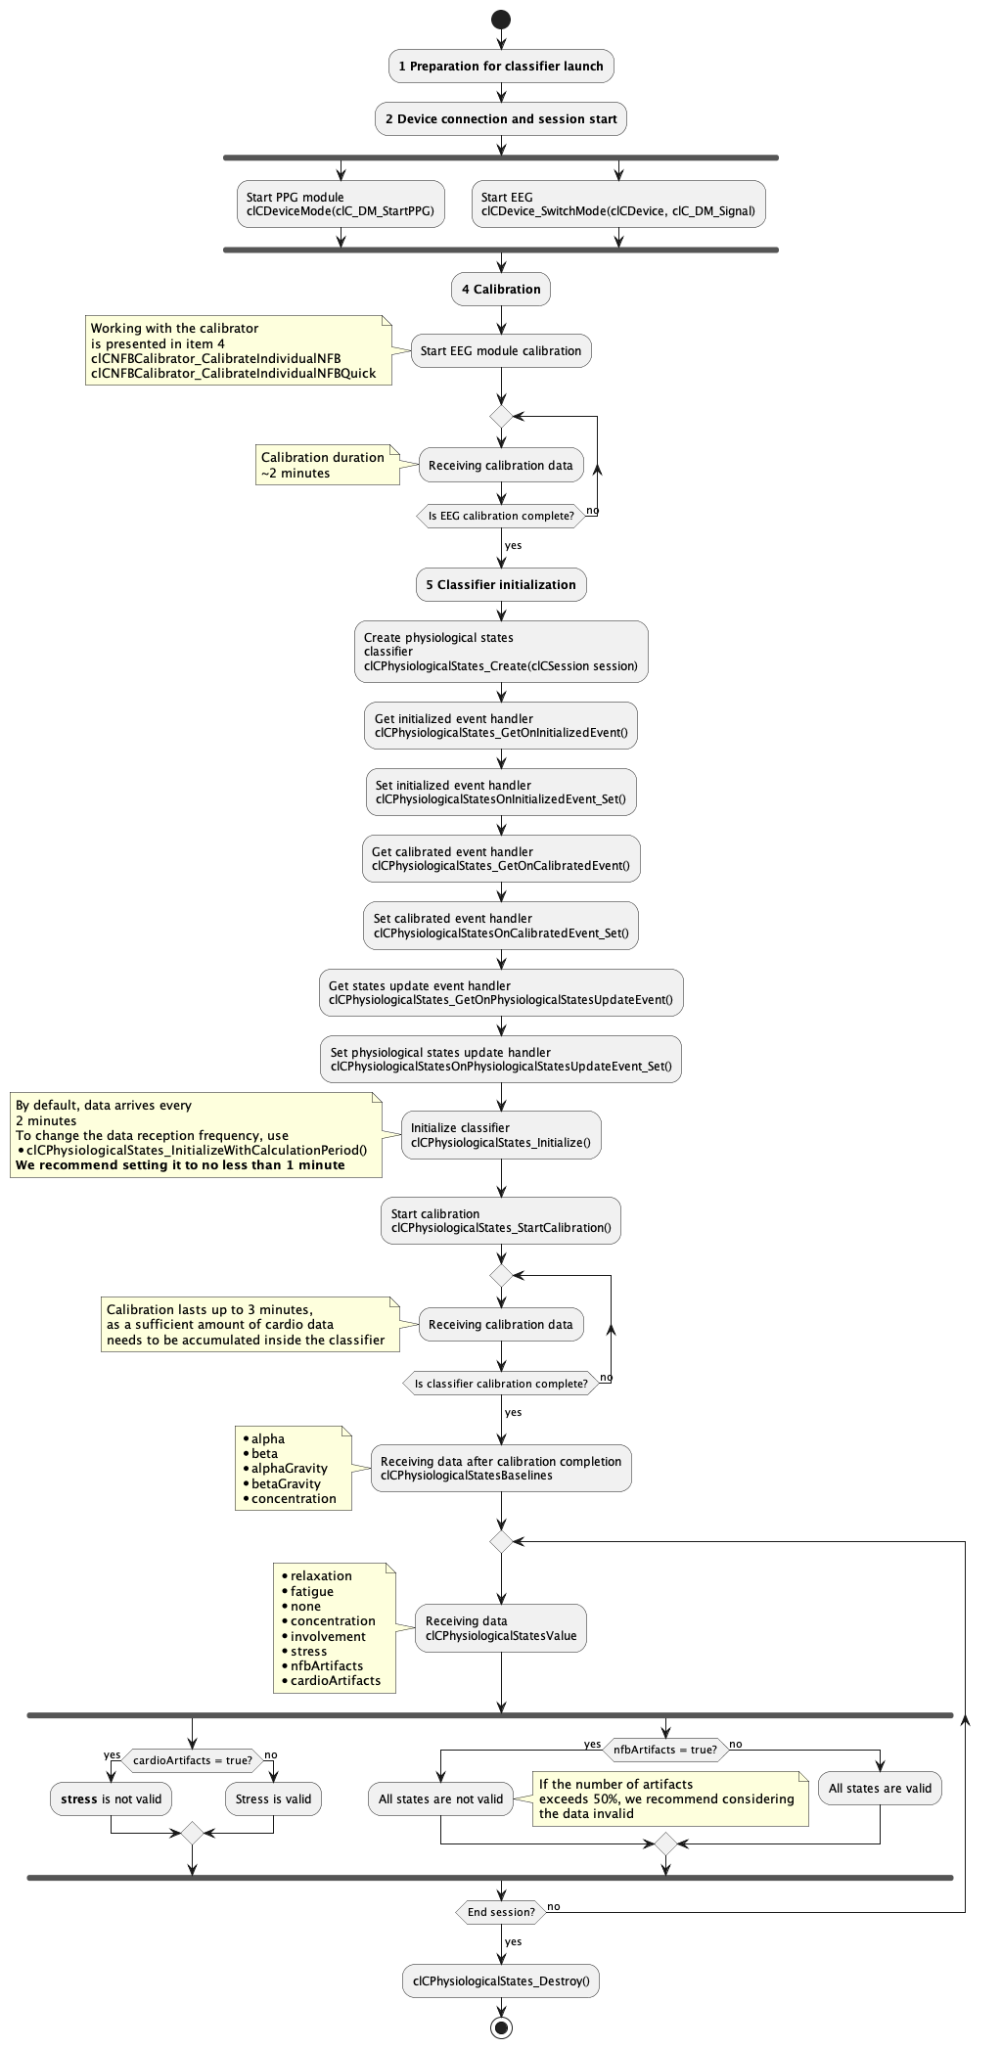 1 Preparation for classifier launch
2 Device connection and session start
Start PPG module
clCDeviceMode(clC_DM_StartPPG)
Start EEG
clCDevice_SwitchMode(clCDevice, clC_DM_Signal)
4 Calibration
Working with the calibrator
is presented in item 4
clCNFBCalibrator_CalibrateIndividualNFB
clCNFBCalibrator_CalibrateIndividualNFBQuick
Start EEG module calibration
Calibration duration
~2 minutes
Receiving calibration data
Is EEG calibration complete?
no
yes
5 Classifier initialization
Create physiological states
classifier
clCPhysiologicalStates_Create(clCSession session)
Get initialized event handler
clCPhysiologicalStates_GetOnInitializedEvent()
Set initialized event handler
clCPhysiologicalStatesOnInitializedEvent_Set()
Get calibrated event handler
clCPhysiologicalStates_GetOnCalibratedEvent()
Set calibrated event handler
clCPhysiologicalStatesOnCalibratedEvent_Set()
Get states update event handler
clCPhysiologicalStates_GetOnPhysiologicalStatesUpdateEvent()
Set physiological states update handler
clCPhysiologicalStatesOnPhysiologicalStatesUpdateEvent_Set()
By default, data arrives every
2 minutes
To change the data reception frequency, use
• clCPhysiologicalStates_InitializeWithCalculationPeriod()
We recommend setting it to no less than 1 minute
Initialize classifier
clCPhysiologicalStates_Initialize()
Start calibration
clCPhysiologicalStates_StartCalibration()
Calibration lasts up to 3 minutes,
as a sufficient amount of cardio data
needs to be accumulated inside the classifier
Receiving calibration data
Is classifier calibration complete?
no
yes
• alpha
• beta
• alphaGravity
• betaGravity
• concentration
Receiving data after calibration completion
clCPhysiologicalStatesBaselines
• relaxation
• fatigue
• none
• concentration
• involvement
• stress
• nfbArtifacts
• cardioArtifacts
Receiving data
clCPhysiologicalStatesValue
yes
cardioArtifacts = true?
no
stress is not valid
Stress is valid
yes
nfbArtifacts = true?
no
All states are not valid
If the number of artifacts
exceeds 50%, we recommend considering
the data invalid
All states are valid
End session?
no
yes
clCPhysiologicalStates_Destroy()